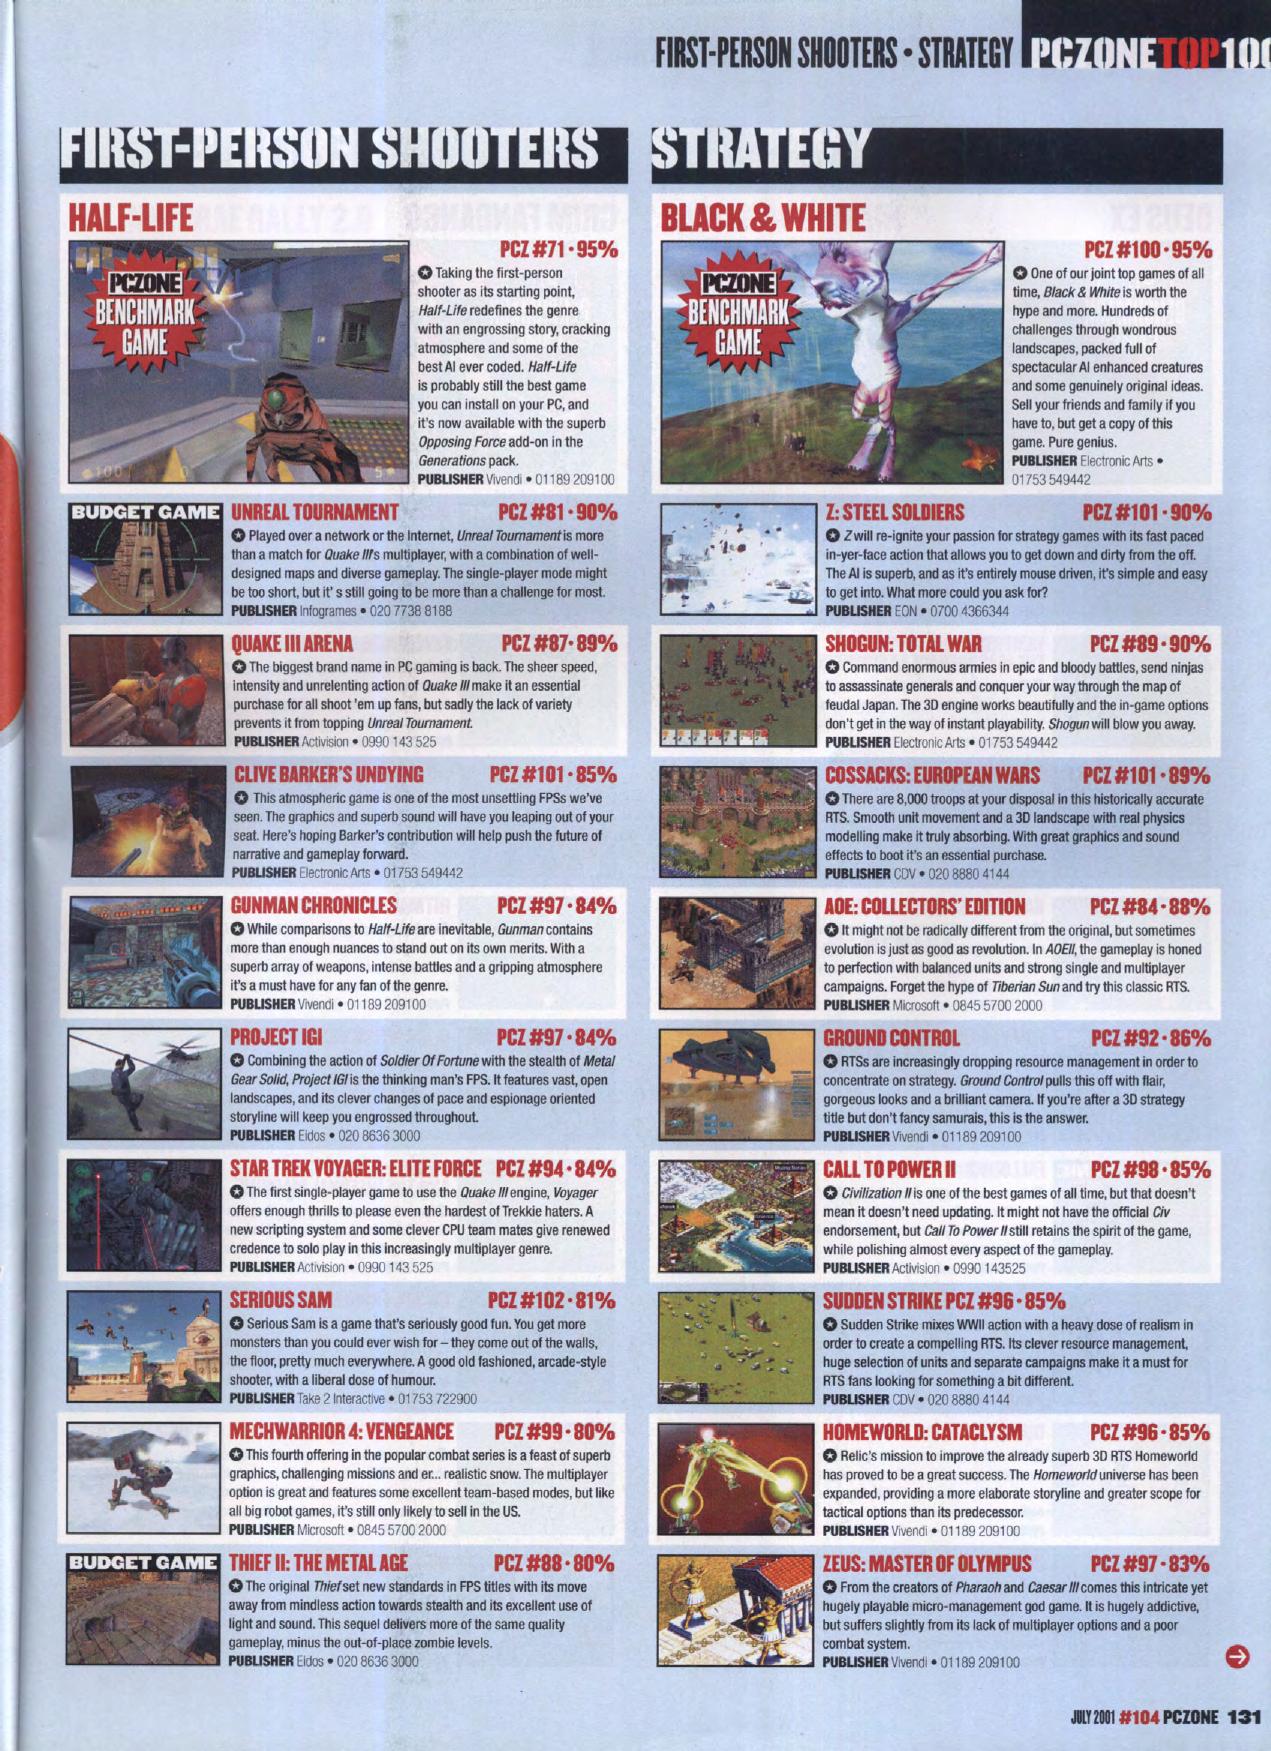 FIRST-PERSON SHOOTERS • STRATEGY PCZONETOP100
FIRST-PERSON SHOOTERS
HALF-LIFE
PCZONE
BENCHMARK
GAME
PCZ #71 • 95%
Taking the first-person
shooter as its starting point,
Half-Life redefines the genre
with an engrossing story, cracking
atmosphere and some of the
best AI ever coded. Half-Life
is probably still the best game
you can install on your PC, and
it's now available with the superb
Opposing Force add-on in the
Generations pack.
PUBLISHER Vivendi • 01189 209100
BUDGET GAME
UNREAL TOURNAMENT PCZ #81 • 90%
Played over a network or the Internet, Unreal Tournament is more
than a match for Quake III's multiplayer, with a combination of well-
designed maps and diverse gameplay. The single-player mode might
be too short, but it' s still going to be more than a challenge for most.
PUBLISHER Infogrames • 020 7738 8188
QUAKE III ARENA PCZ #87 • 89%
The biggest brand name in PC gaming is back. The sheer speed,
intensity and unrelenting action of Quake III make it an essential
purchase for all shoot 'em up fans, but sadly the lack of variety
prevents it from topping Unreal Tournament.
PUBLISHER Activision • 0990 143 525
CLIVE BARKER'S UNDYING PCZ #101 • 85%
This atmospheric game is one of the most unsettling FPSs we've
seen. The graphics and superb sound will have you leaping out of your
seat. Here's hoping Barker's contribution will help push the future of
narrative and gameplay forward.
PUBLISHER Electronic Arts • 01753 549442
GUNMAN CHRONICLES PCZ #97 • 84%
While comparisons to Half-Life are inevitable, Gunman contains
more than enough nuances to stand out on its own merits. With a
superb array of weapons, intense battles and a gripping atmosphere
it's a must have for any fan of the genre.
PUBLISHER Vivendi • 01189 209100
PROJECT IGI PCZ #97 • 84%
Combining the action of Soldier Of Fortune with the stealth of Metal
Gear Solid, Project IGI is the thinking man's FPS. It features vast, open
landscapes, and its clever changes of pace and espionage oriented
storyline will keep you engrossed throughout.
PUBLISHER Eidos • 020 8636 3000
STAR TREK VOYAGER: ELITE FORCE PCZ #94 • 84%
The first single-player game to use the Quake III engine, Voyager
offers enough thrills to please even the hardest of Trekkie haters. A
new scripting system and some clever CPU team mates give renewed
credence to solo play in this increasingly multiplayer genre.
PUBLISHER Activision • 0990 143 525
SERIOUS SAM PCZ #102 • 81%
Serious Sam is a game that's seriously good fun. You get more
monsters than you could ever wish for – they come out of the walls,
the floor, pretty much everywhere. A good old fashioned, arcade-style
shooter, with a liberal dose of humour.
PUBLISHER Take 2 Interactive • 01753 722900
MECHWARRIOR 4: VENGEANCE PCZ #99 • 80%
This fourth offering in the popular combat series is a feast of superb
graphics, challenging missions and er... realistic snow. The multiplayer
option is great and features some excellent team-based modes, but like
all big robot games, it's still only likely to sell in the US.
PUBLISHER Microsoft • 0845 5700 2000
BUDGET GAME
THIEF II: THE METAL AGE PCZ #88 • 80%
The original Thief set new standards in FPS titles with its move
away from mindless action towards stealth and its excellent use of
light and sound. This sequel delivers more of the same quality
gameplay, minus the out-of-place zombie levels.
PUBLISHER Eidos • 020 8636 3000
STRATEGY
BLACK & WHITE
PCZONE
BENCHMARK
GAME
PCZ #100 • 95%
One of our joint top games of all
time, Black & White is worth the
hype and more. Hundreds of
challenges through wondrous
landscapes, packed full of
spectacular AI enhanced creatures
and some genuinely original ideas.
Sell your friends and family if you
have to, but get a copy of this
game. Pure genius.
PUBLISHER Electronic Arts •
01753 549442
Z: STEEL SOLDIERS PCZ #101 • 90%
Z will re-ignite your passion for strategy games with its fast paced
in-yer-face action that allows you to get down and dirty from the off.
The AI is superb, and as it's entirely mouse driven, it's simple and easy
to get into. What more could you ask for?
PUBLISHER EON • 0700 4366344
SHOGUN: TOTAL WAR PCZ #89 • 90%
Command enormous armies in epic and bloody battles, send ninjas
to assassinate generals and conquer your way through the map of
feudal Japan. The 3D engine works beautifully and the in-game options
don't get in the way of instant playability. Shogun will blow you away.
PUBLISHER Electronic Arts • 01753 549442
COSSACKS: EUROPEAN WARS PCZ #101 • 89%
There are 8,000 troops at your disposal in this historically accurate
RTS. Smooth unit movement and a 3D landscape with real physics
modelling make it truly absorbing. With great graphics and sound
effects to boot it's an essential purchase.
PUBLISHER CDV • 020 8880 4144
AOE: COLLECTORS' EDITION PCZ #84 • 88%
It might not be radically different from the original, but sometimes
evolution is just as good as revolution. In AOEII, the gameplay is honed
to perfection with balanced units and strong single and multiplayer
campaigns. Forget the hype of Tiberian Sun and try this classic RTS.
PUBLISHER Microsoft • 0845 5700 2000
GROUND CONTROL PCZ #92 • 86%
RTSs are increasingly dropping resource management in order to
concentrate on strategy. Ground Control pulls this off with flair,
gorgeous looks and a brilliant camera. If you're after a 3D strategy
title but don't fancy samurais, this is the answer.
PUBLISHER Vivendi • 01189 209100
CALL TO POWER II PCZ #98 • 85%
Civilization II is one of the best games of all time, but that doesn't
mean it doesn't need updating. It might not have the official Civ
endorsement, but Call To Power II still retains the spirit of the game,
while polishing almost every aspect of the gameplay.
PUBLISHER Activision • 0990 143525
SUDDEN STRIKE PCZ #96 • 85%
Sudden Strike mixes WWII action with a heavy dose of realism in
order to create a compelling RTS. Its clever resource management,
huge selection of units and separate campaigns make it a must for
RTS fans looking for something a bit different.
PUBLISHER CDV • 020 8880 4144
HOMEWORLD: CATACLYSM PCZ #96 • 85%
Relic's mission to improve the already superb 3D RTS Homeworld
has proved to be a great success. The Homeworld universe has been
expanded, providing a more elaborate storyline and greater scope for
tactical options than its predecessor.
PUBLISHER Vivendi • 01189 209100
ZEUS: MASTER OF OLYMPUS PCZ #97 • 83%
From the creators of Pharaoh and Caesar III comes this intricate yet
hugely playable micro-management god game. It is hugely addictive,
but suffers slightly from its lack of multiplayer options and a poor
combat system.
PUBLISHER Vivendi • 01189 209100
JULY 2001 #104 PCZONE 131